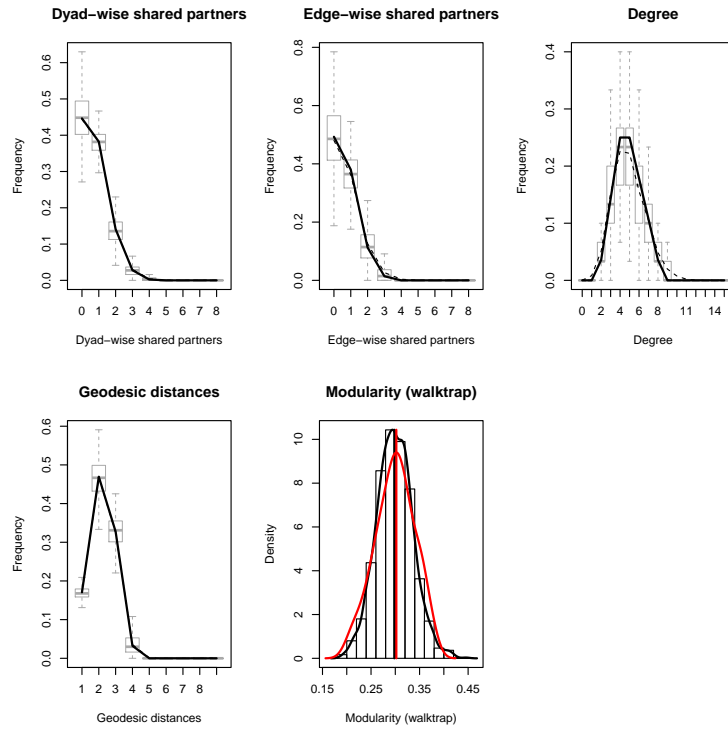 Dyad−wise shared partners
Edge−wise shared partners
Degree
Frequency
0.0 0.1 0.2 0.3 0.4 0.5 0.6
0 1 2 3 4 5 6 7 8
Dyad−wise shared partners
Frequency
0.0 0.2 0.4 0.6 0.8
0 1 2 3 4 5 6 7 8
Edge−wise shared partners
Frequency
0.0 0.1 0.2 0.3 0.4
0 2 4 6 8 11 14
Degree
Geodesic distances
Modularity (walktrap)
Frequency
0.0 0.1 0.2 0.3 0.4 0.5 0.6
1 2 3 4 5 6 7 8
Geodesic distances
Density
0 2 4 6 8 10
0.15 0.25 0.35 0.45
Modularity (walktrap)